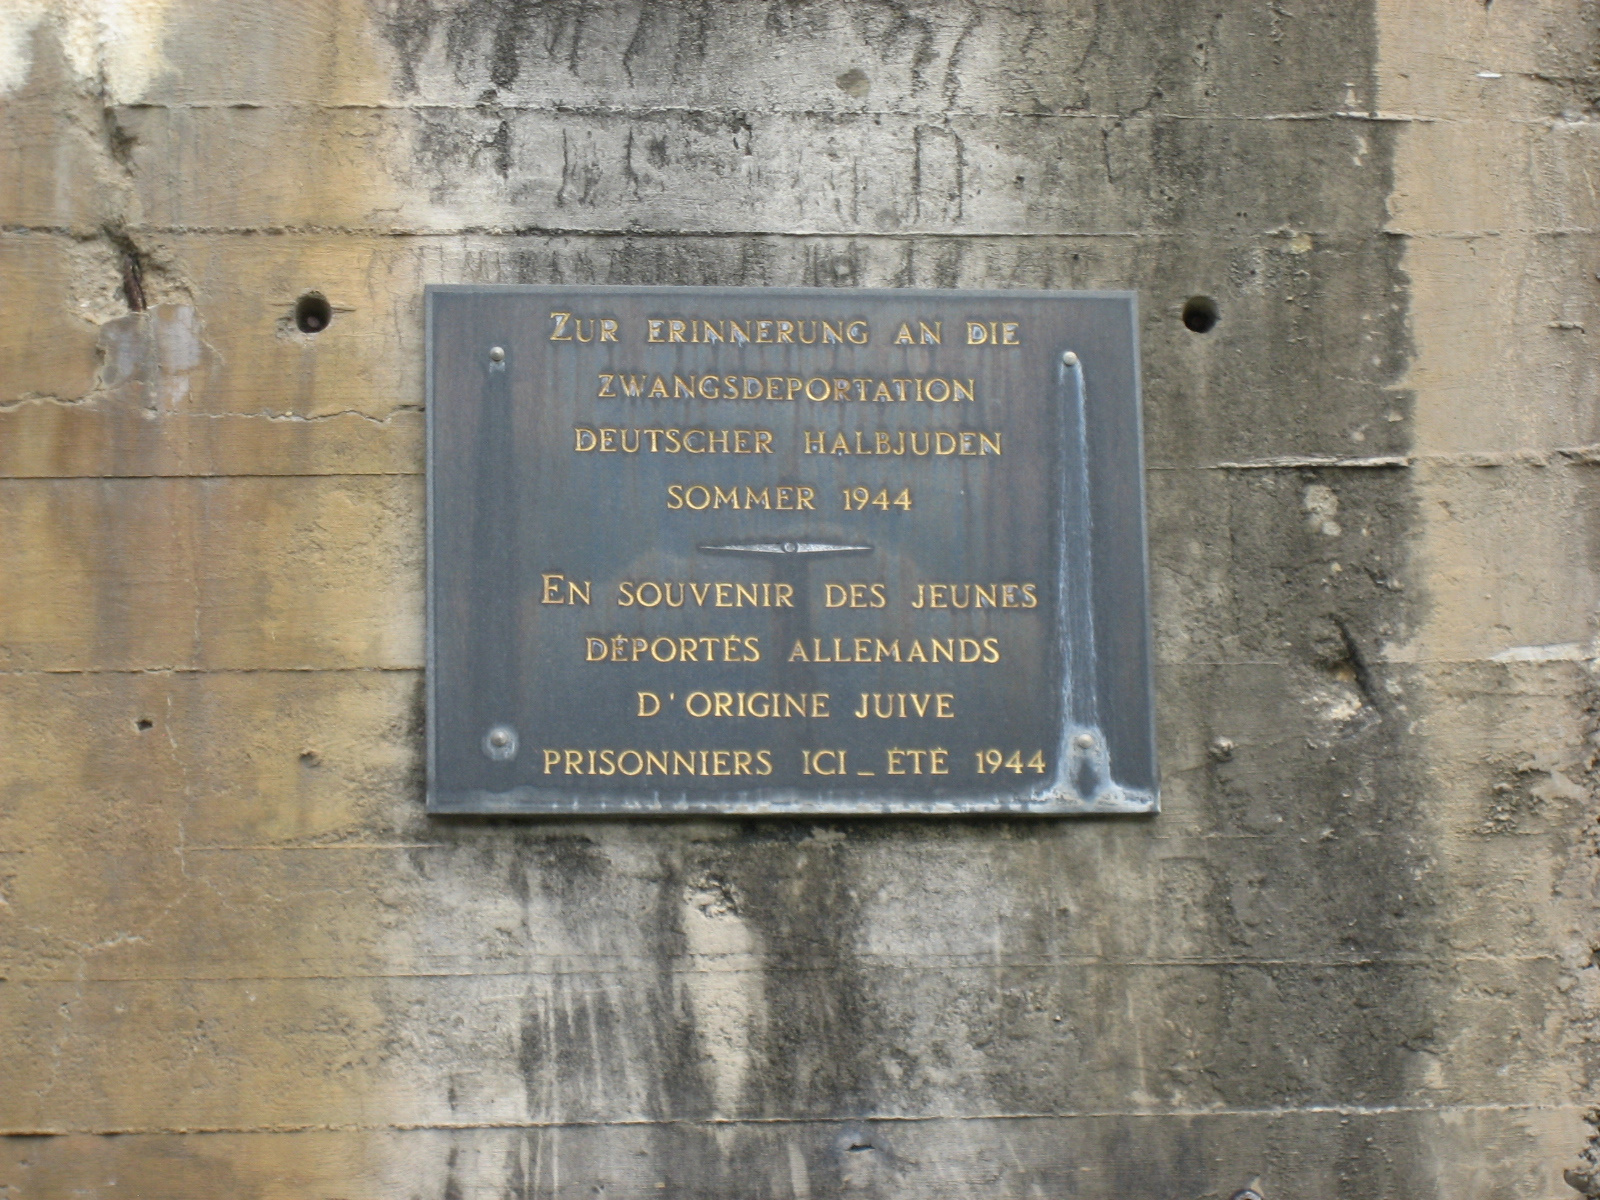 ZUR ERINNERUNG AN DIE
ZWANGSDEPORTATION
DEUTSCHER HALBJUDEN
SOMMER 1944
EN SOUVENIR DES JEUNES
DÉPORTÉS ALLEMANDS
D'ORIGINE JUIVE
PRISONNIERS ICI _ ÉTÉ 1944